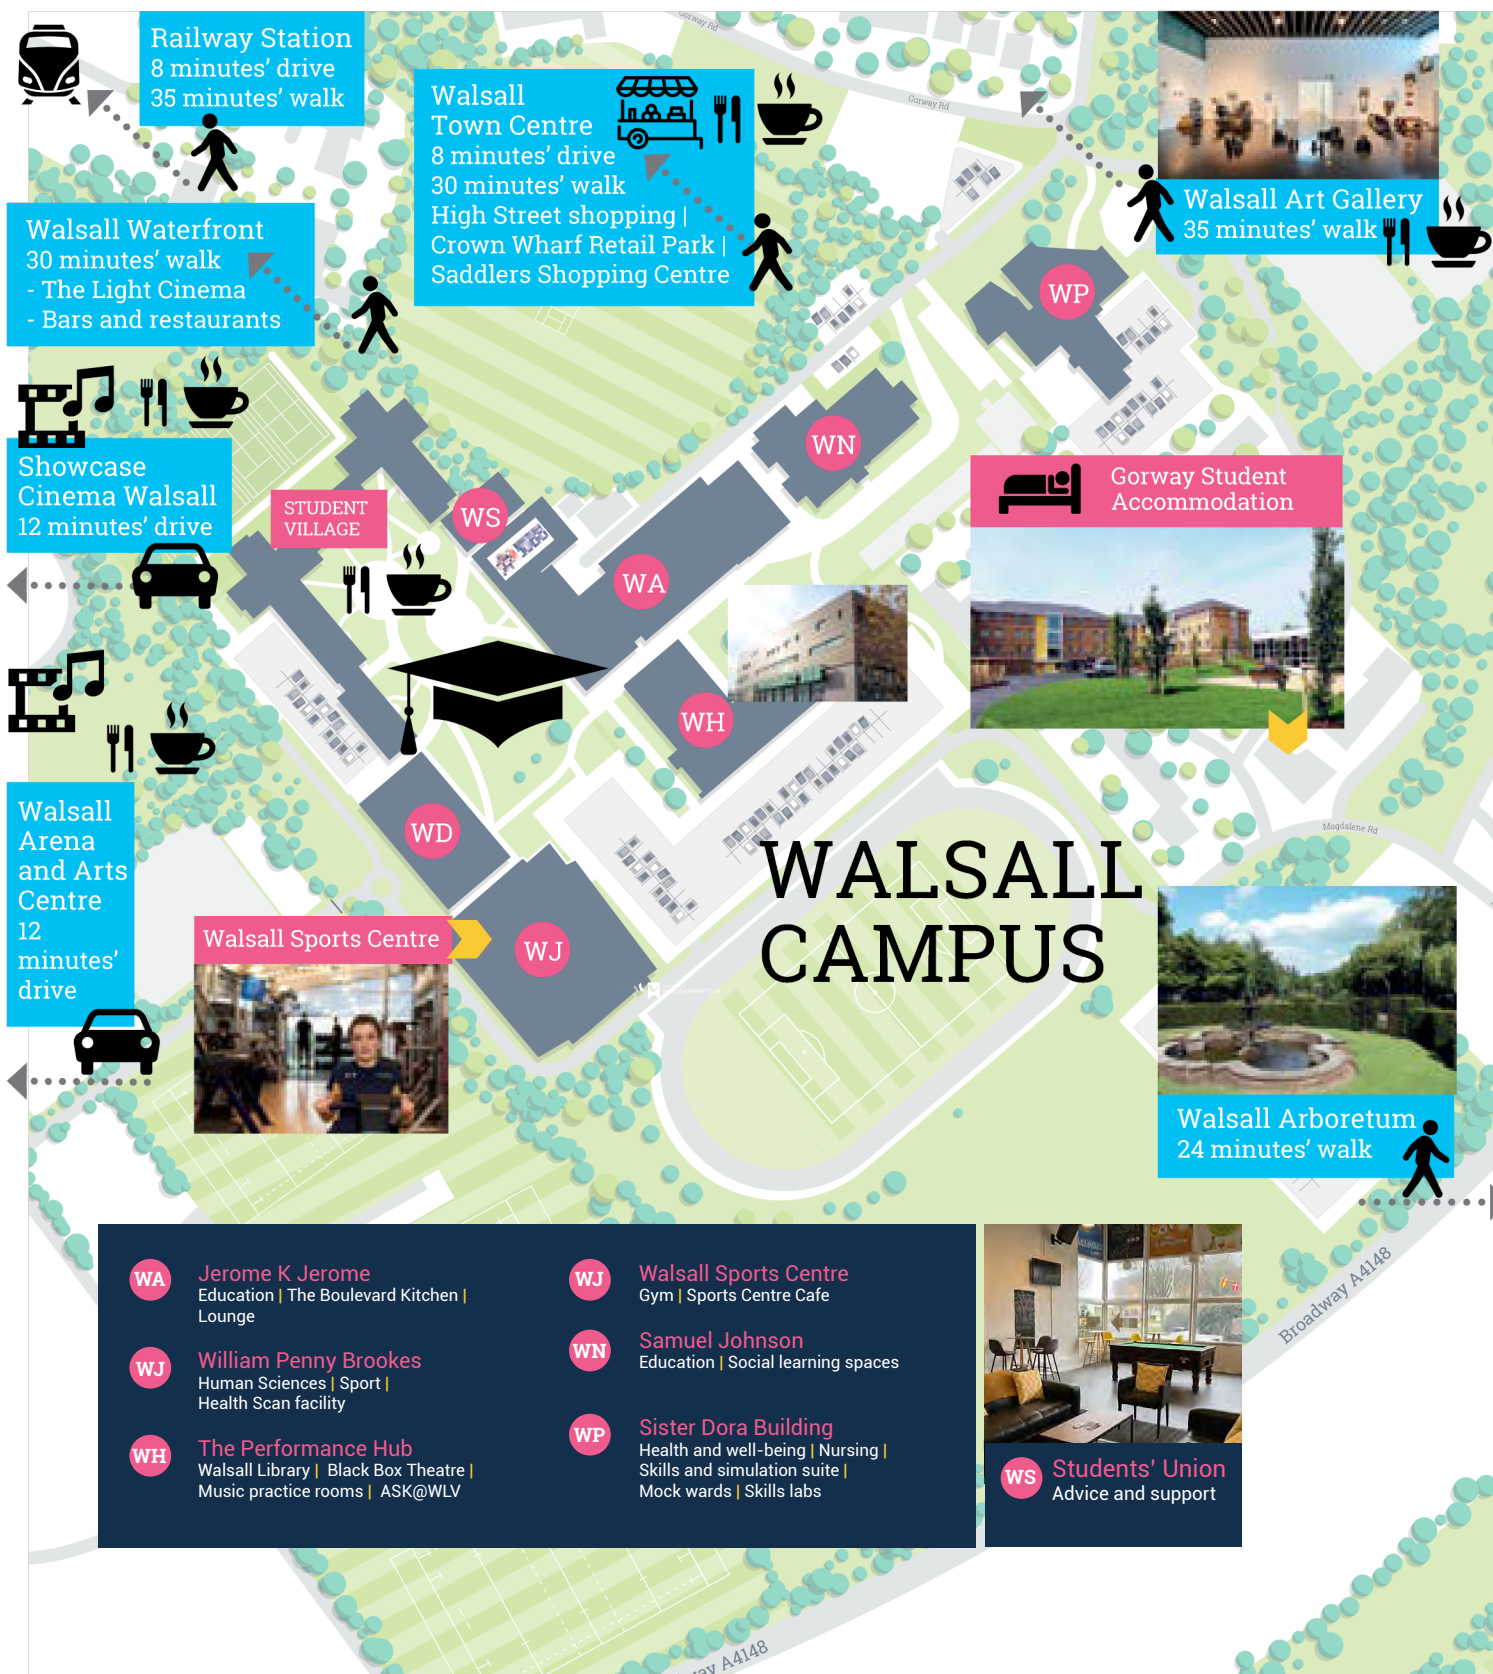 Gorway Rd
Railway Station
8 minutes' drive
35 minutes' walk
Walsall
Town Centre
8 minutes' drive
30 minutes' walk
High Street shopping |
Crown Wharf Retail Park |
Saddlers Shopping Centre
Gorway Rd
Walsall Art Gallery
35 minutes' walk
Walsall Waterfront
30 minutes' walk
- The Light Cinema
- Bars and restaurants
WP
WN
Showcase
Cinema Walsall
12 minutes' drive
STUDENT
VILLAGE
WS
WA
Gorway Student
Accommodation
WH
WD
WJ
Walsall
Arena
and Arts
Centre
12
minutes'
drive
Walsall Sports Centre
WALSALL
CAMPUS
Magdalene Rd
Walsall Arboretum
24 minutes' walk
Broadway A4148
WA
Jerome K Jerome
Education | The Boulevard Kitchen |
Lounge
WJ
William Penny Brookes
Human Sciences | Sport |
Health Scan facility
WH
The Performance Hub
Walsall Library | Black Box Theatre |
Music practice rooms | ASK@WLV
WJ
Walsall Sports Centre
Gym | Sports Centre Cafe
WN
Samuel Johnson
Education | Social learning spaces
WP
Sister Dora Building
Health and well-being | Nursing |
Skills and simulation suite |
Mock wards | Skills labs
WS
Students' Union
Advice and support
way A4148